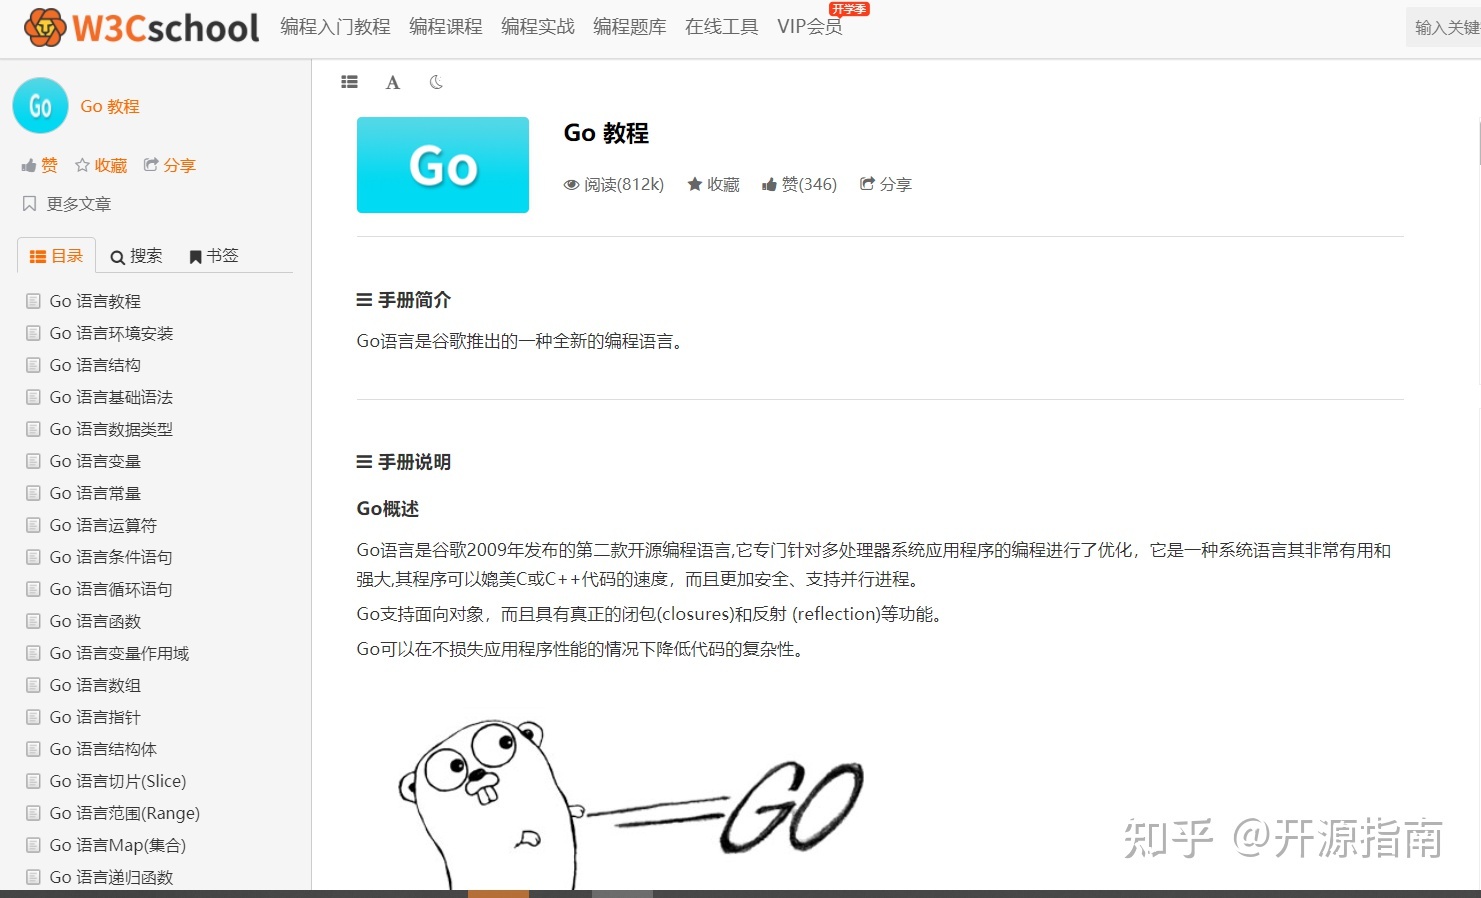 W3Cschool 编程入门教程 编程课程 编程实战 编程题库 在线工具 VIP会员 开学季 输入关键
Go Go 教程
赞 收藏 分享
更多文章
目录 搜索 书签
Go 语言教程
Go 语言环境安装
Go 语言结构
Go 语言基础语法
Go 语言数据类型
Go 语言变量
Go 语言常量
Go 语言运算符
Go 语言条件语句
Go 语言循环语句
Go 语言函数
Go 语言变量作用域
Go 语言数组
Go 语言指针
Go 语言结构体
Go 语言切片(Slice)
Go 语言范围(Range)
Go 语言Map(集合)
Go 语言递归函数
A
Go
Go 教程
阅读(812k) 收藏 赞(346) 分享
手册简介
Go语言是谷歌推出的一种全新的编程语言。
手册说明
Go概述
Go语言是谷歌2009年发布的第二款开源编程语言,它专门针对多处理器系统应用程序的编程进行了优化，它是一种系统语言其非常有用和
强大,其程序可以媲美C或C++代码的速度，而且更加安全、支持并行进程。
Go支持面向对象，而且具有真正的闭包(closures)和反射 (reflection)等功能。
Go可以在不损失应用程序性能的情况下降低代码的复杂性。
GO
知乎 @开源指南